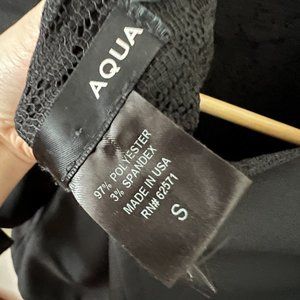 AQUA
97% POLYESTER
3% SPANDEX
MADE IN USA
RN# 62571
S